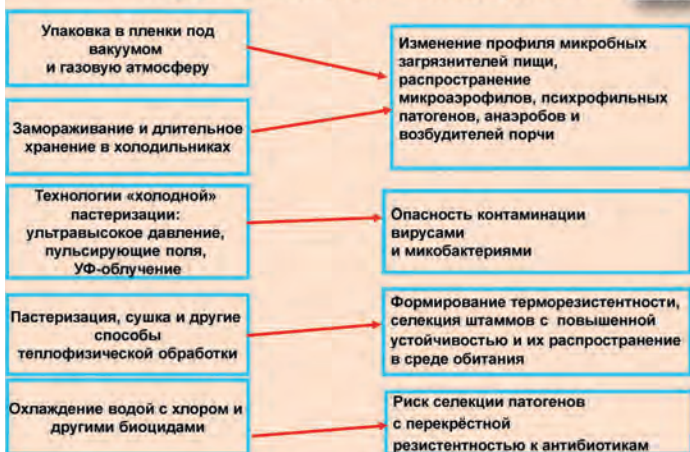 Упаковка в пленки под
вакуумом
и газовую атмосферу
Изменение профиля микробных
загрязнителей пищи,
распространение
микроаэрофилов, психрофильных
патогенов, анаэробов и
возбудителей порчи
Замораживание и длительное
хранение в холодильниках
Технологии «холодной»
пастеризации:
ультравысокое давление,
пульсирующие поля,
УФ-облучение
Опасность контаминации
вирусами
и микобактериями
Пастеризация, сушка и другие
способы
теплофизической обработки
Формирование терморезистентности,
селекция штаммов с повышенной
устойчивостью и их распространение
в среде обитания
Охлаждение водой с хлором и
другими биоцидами
Риск селекции патогенов
с перекрёстной
резистентностью к антибиотикам